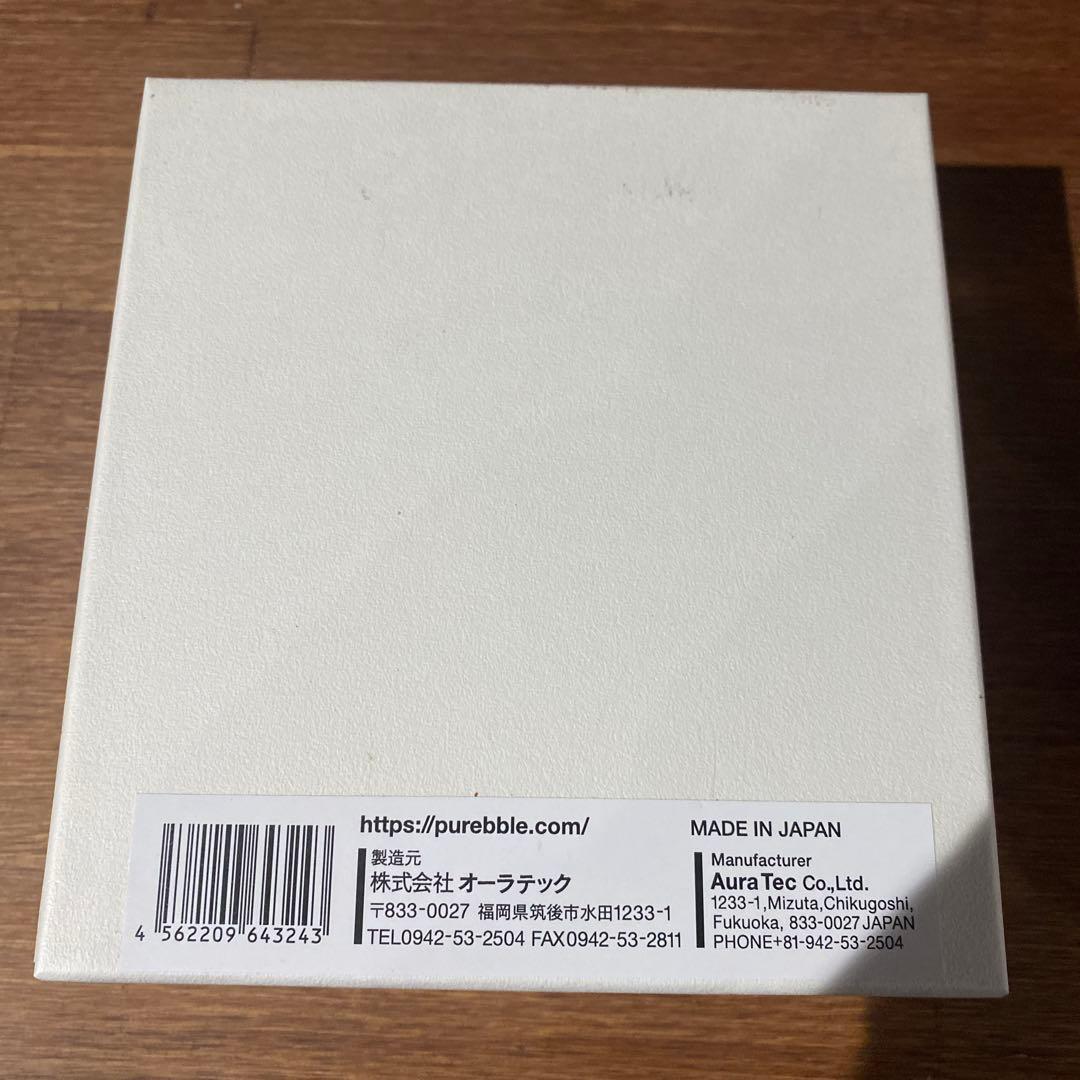 https://purebble.com/
製造元
株式会社 オーラテック
〒833-0027 福岡県筑後市水田1233-1
TEL0942-53-2504 FAX0942-53-2811
4 562209 643243
MADE IN JAPAN
Manufacturer
AuraTec Co.,Ltd.
1233-1,Mizuta,Chikugoshi,
Fukuoka, 833-0027 JAPAN
PHONE+81-942-53-2504